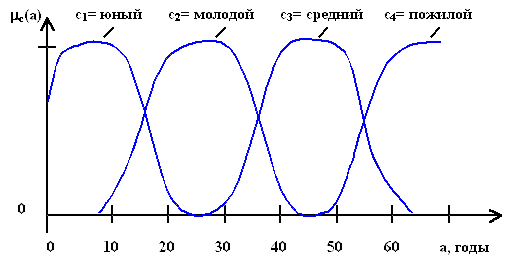 μc(a) c1= юный c2= молодой c3= средний c4= пожилой
0
0 10 20 30 40 50 60 a, годы